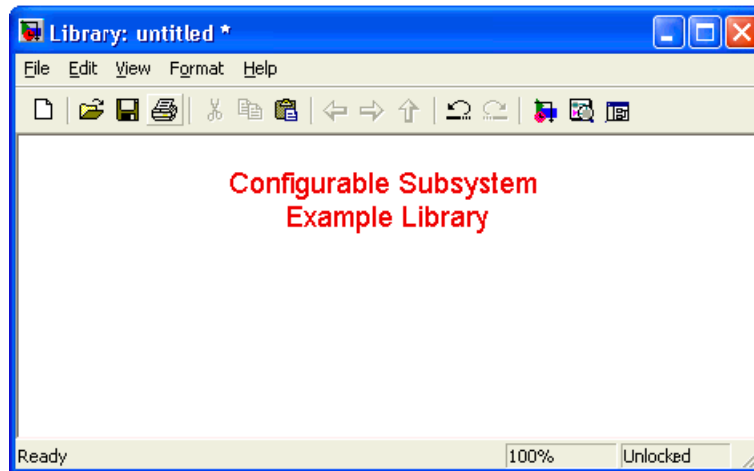 Library: untitled *
File Edit View Format Help
Configurable Subsystem
Example Library
Ready 100% Unlocked